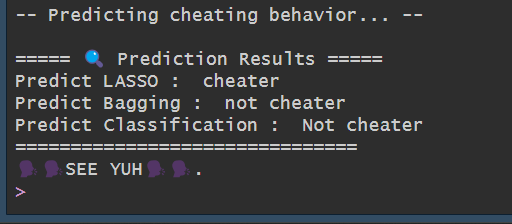 -- Predicting cheating behavior... --
===== 🔍 Prediction Results =====
Predict LASSO :  cheater
Predict Bagging :  not cheater
Predict Classification :  Not cheater
===============================
🗣️🗣️SEE YUH🗣️🗣️.
>